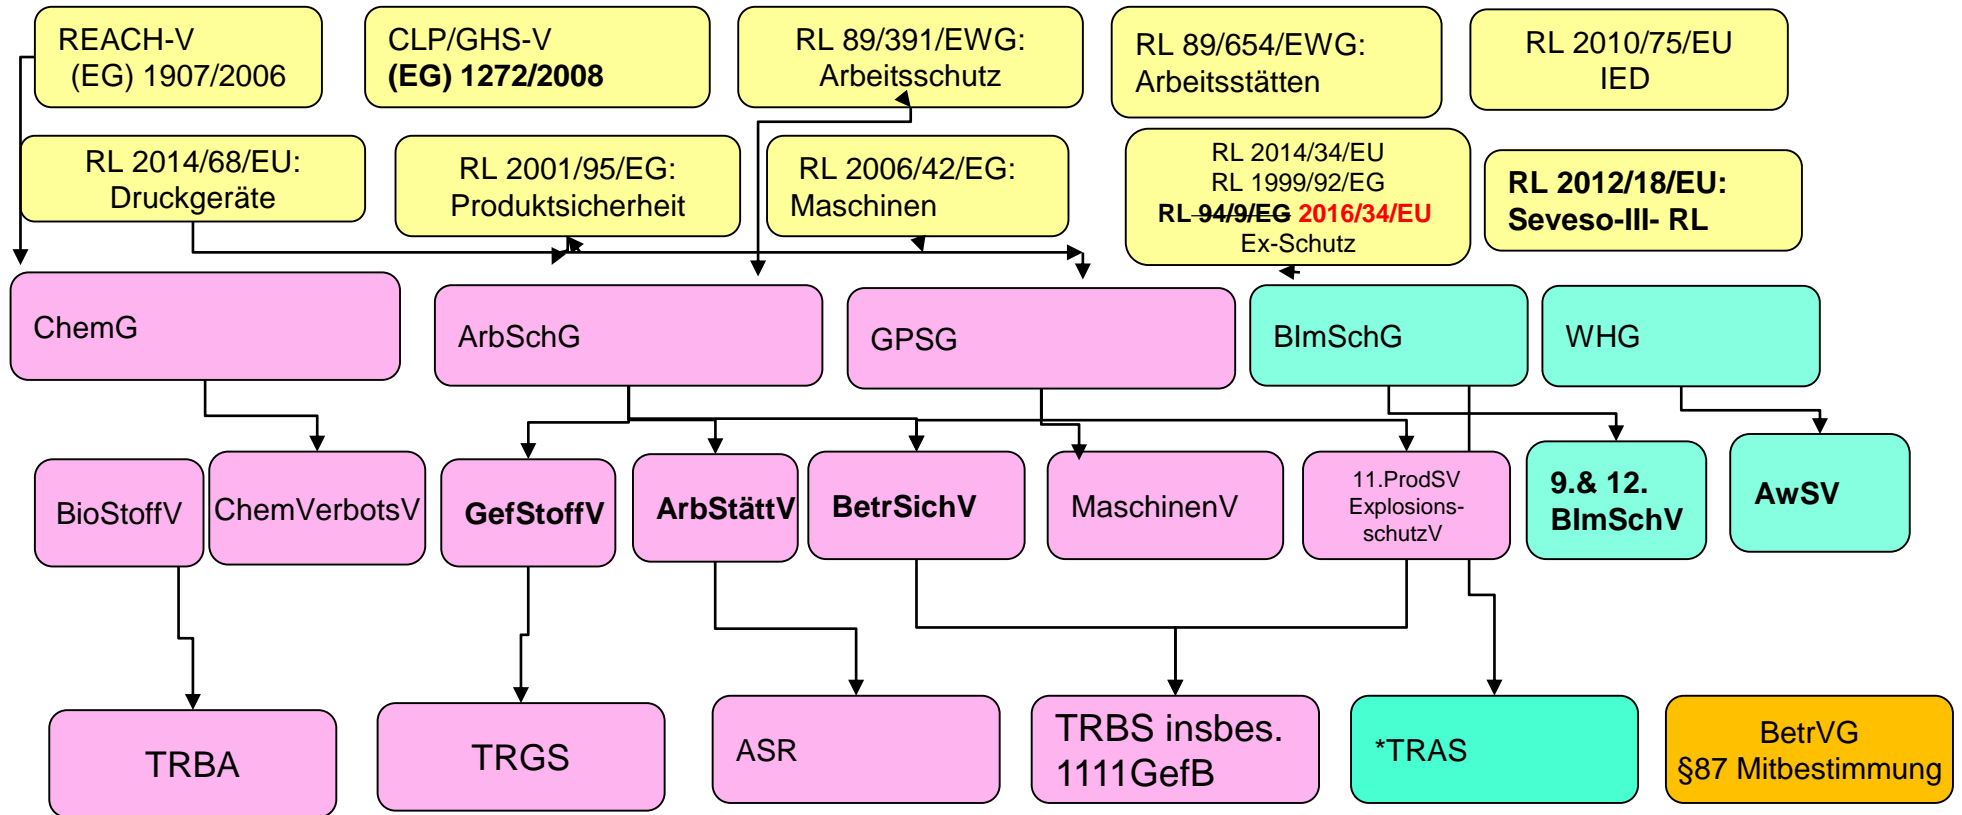 REACH-V
(EG) 1907/2006
CLP/GHS-V
(EG) 1272/2008
RL 89/391/EWG:
Arbeitsschutz
RL 89/654/EWG:
Arbeitsstätten
RL 2010/75/EU
IED
RL 2014/68/EU:
Druckgeräte
RL 2001/95/EG:
Produktsicherheit
RL 2006/42/EG:
Maschinen
RL 2014/34/EU
RL 1999/92/EG
RL 94/9/EG 2016/34/EU
Ex-Schutz
RL 2012/18/EU:
Seveso-III- RL
ChemG
ArbSchG
GPSG
BImSchG
WHG
BioStoffV
ChemVerbotsV
GefStoffV
ArbStättV
BetrSichV
MaschinenV
11.ProdSV
Explosions-
schutzV
9.& 12.
BImSchV
AwSV
TRBA
TRGS
ASR
TRBS insbes.
1111GefB
*TRAS
BetrVG
§87 Mitbestimmung